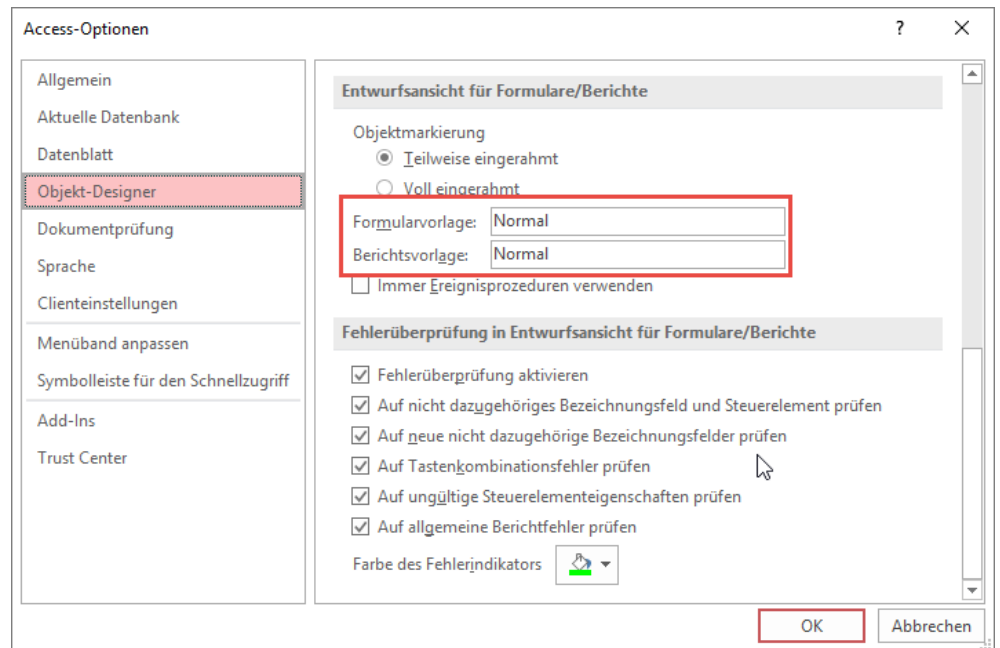 Access-Optionen
?
Allgemein
Aktuelle Datenbank
Datenblatt
Objekt-Designer
Dokumentprüfung
Sprache
Clienteinstellungen
Menüband anpassen
Symbolleiste für den Schnellzugriff
Add-Ins
Trust Center
Entwurfsansicht für Formulare/Berichte
Objektmarkierung
Teilweise eingerahmt
Voll eingerahmt
Formularvorlage: Normal
Berichtsvorlage: Normal
Immer Ereignisprozeduren verwenden
Fehlerüberprüfung in Entwurfsansicht für Formulare/Berichte
Fehlerüberprüfung aktivieren
Auf nicht dazugehöriges Bezeichnungsfeld und Steuerelement prüfen
Auf neue nicht dazugehörige Bezeichnungsfelder prüfen
Auf Tastenkombinationsfehler prüfen
Auf ungültige Steuerelementeigenschaften prüfen
Auf allgemeine Berichtfehler prüfen
Farbe des Fehlerindikators
OK
Abbrechen